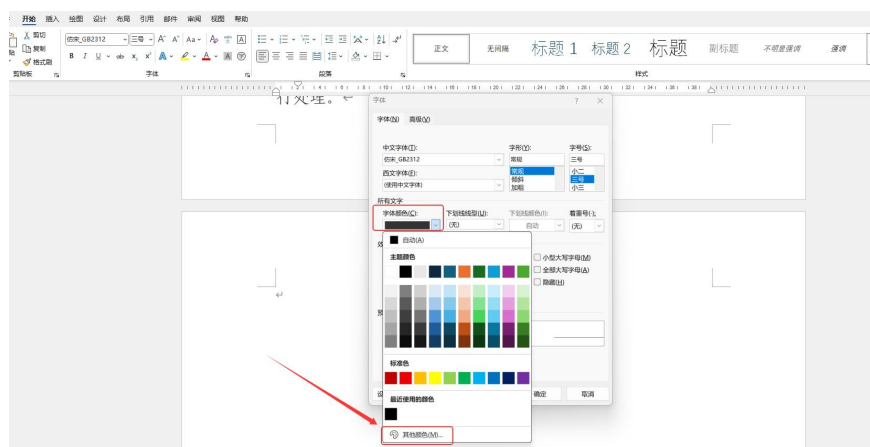 开始 插入 绘图 设计 布局 引用 邮件 审阅 视图 帮助
剪切
复制
格式刷
仿宋_GB2312 三号
正文 无间隔 标题 1 标题 2 标题 副标题 不明显强调 强调
剪贴板 字体 段落 样式
行处理。
字体
字体(N) 高级(V)
中文字体(T): 字形(Y): 字号(S):
仿宋_GB2312 常规 三号
西文字体(F): 常规 小二
(使用中文字体) 倾斜 三号
加粗 小三
所有文字
字体颜色(C): 下划线线型(U): 下划线颜色(I): 着重号(·):
(无) 自动 (无)
自动(A)
主题颜色
小型大写字母(M)
全部大写字母(A)
隐藏(H)
标准色
最近使用的颜色
确定 取消
其他颜色(M)...